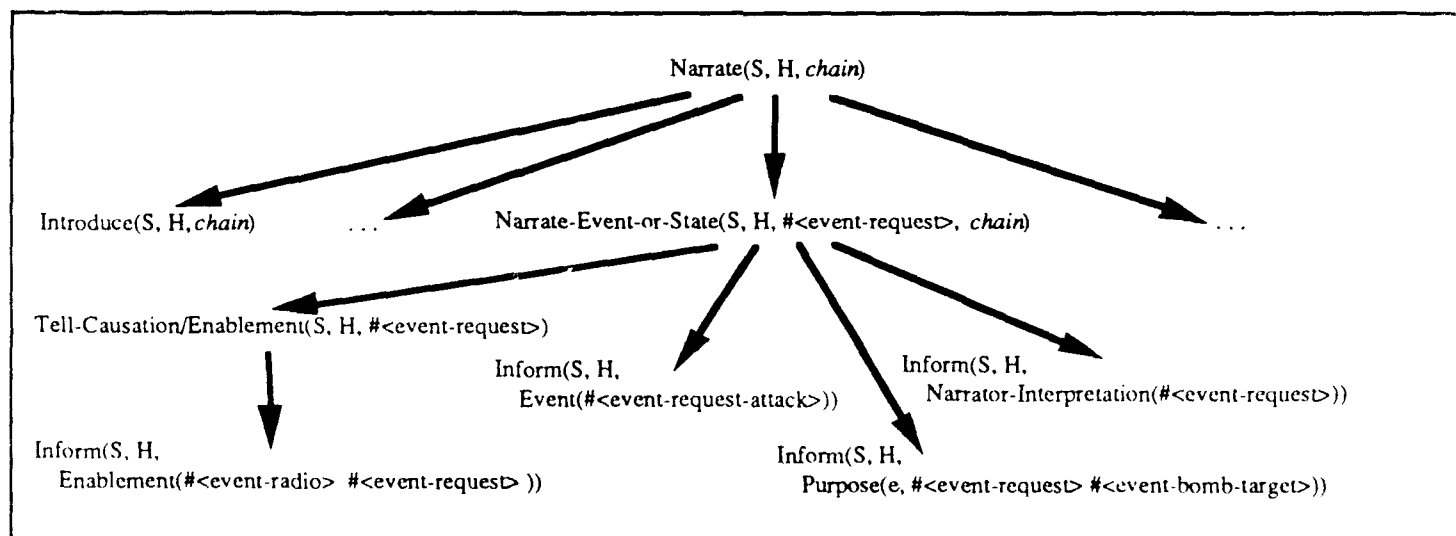 Narrate(S, H, chain)
Introduce(S, H, chain)
...
Narrate-Event-or-State(S, H, #<event-request>, chain)
...
Tell-Causation/Enablement(S, H, #<event-request>)
Inform(S, H,
Event(#<event-request-attack>))
Inform(S, H,
Narrator-Interpretation(#<event-request>))
Inform(S, H,
Enablement(#<event-radio> #<event-request> ))
Inform(S, H,
Purpose(e, #<event-request> #<event-bomb-target>))